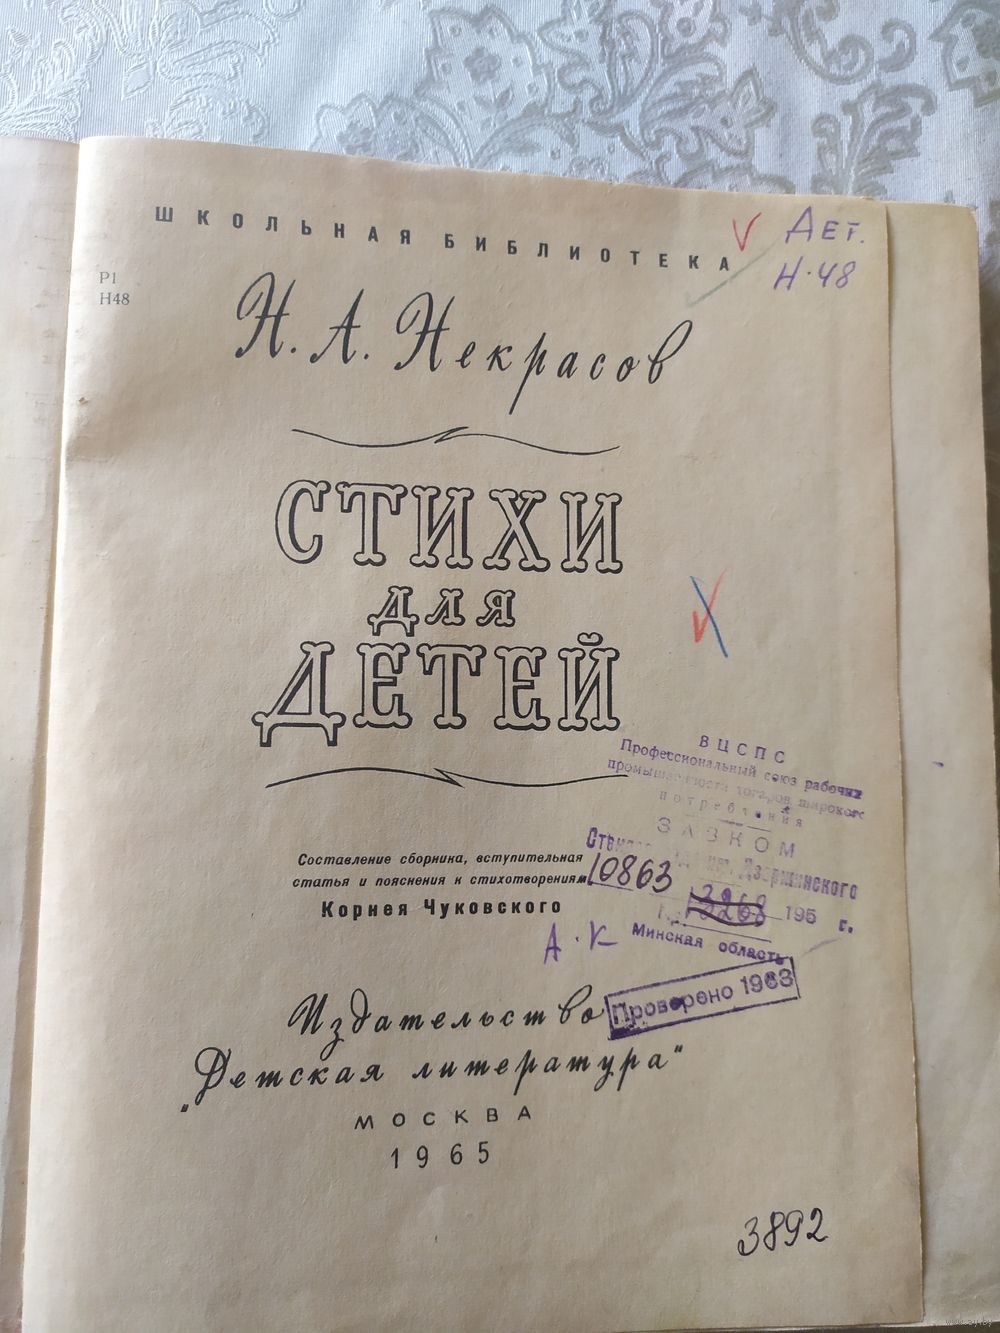 ШКОЛЬНАЯ БИБЛИОТЕКА
Дет.
Н·48
Р1
Н48
Н. А. Некрасов
СТИХИ
для
ДЕТЕЙ
ВЦСПС
Профессиональный союз рабочих
промышленности товаров широкого
потребления
ЗАВКОМ
Дзержинского
10863
3268 195 г.
Минская область
Составление сборника, вступительная
статья и пояснения к стихотворениям
Корнея Чуковского
А·К
Проверено 1963
Издательство
„Детская литература"
МОСКВА
1965
3892